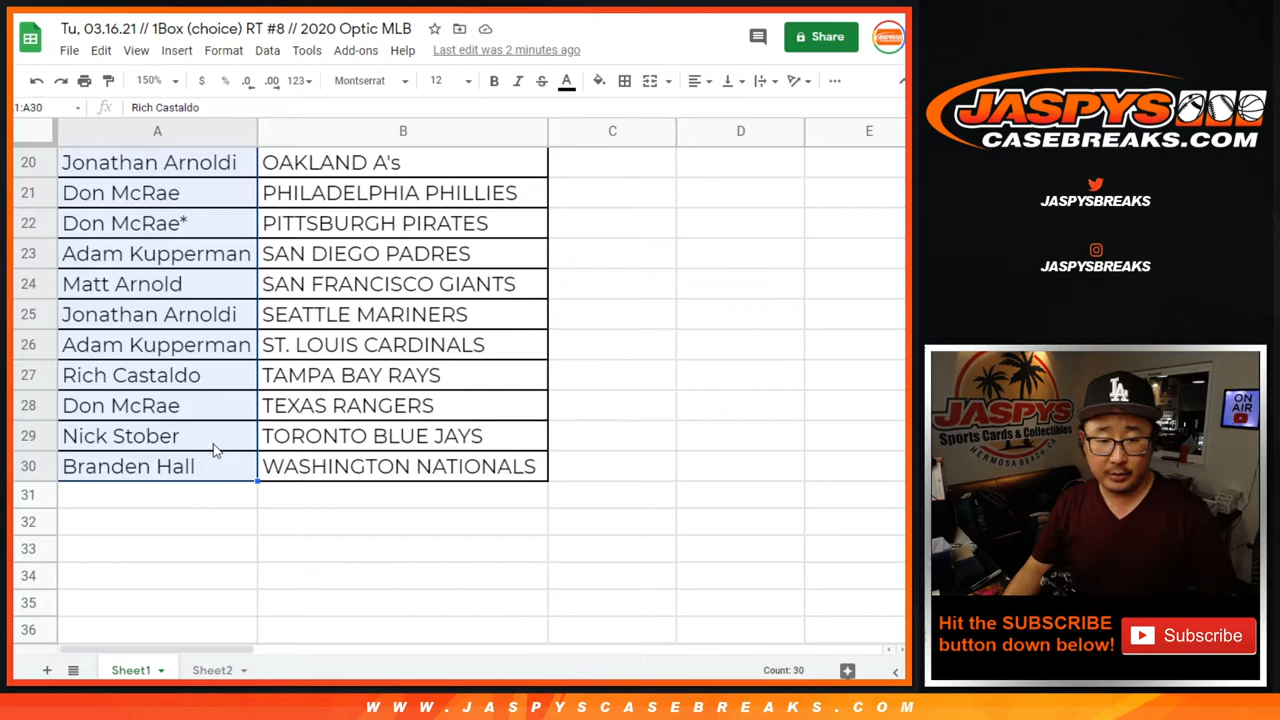 Tu, 03.16.21 // 1Box (choice) RT #8 // 2020 Optic MLB
File Edit View Insert Format Data Tools Add-ons Help Last edit was 2 minutes ago
Share
150% $ % .0 .00 123 Montserrat 12 B I S A
1:A30 fx Rich Castaldo
A B C D E
20 Jonathan Arnoldi OAKLAND A's
21 Don McRae PHILADELPHIA PHILLIES
22 Don McRae* PITTSBURGH PIRATES
23 Adam Kupperman SAN DIEGO PADRES
24 Matt Arnold SAN FRANCISCO GIANTS
25 Jonathan Arnoldi SEATTLE MARINERS
26 Adam Kupperman ST. LOUIS CARDINALS
27 Rich Castaldo TAMPA BAY RAYS
28 Don McRae TEXAS RANGERS
29 Nick Stober TORONTO BLUE JAYS
30 Branden Hall WASHINGTON NATIONALS
31
32
33
34
35
36
Sheet1 Sheet2 Count: 30
JASPYS
CASEBREAKS.COM
JASPYSBREAKS
JASPYSBREAKS
JASPYS
Sports Cards & Collectibles
HERMOSA BEACH, CA
ON AIR
LA
Hit the SUBSCRIBE
button down below!
Subscribe
WWW.JASPYSCASEBREAKS.COM